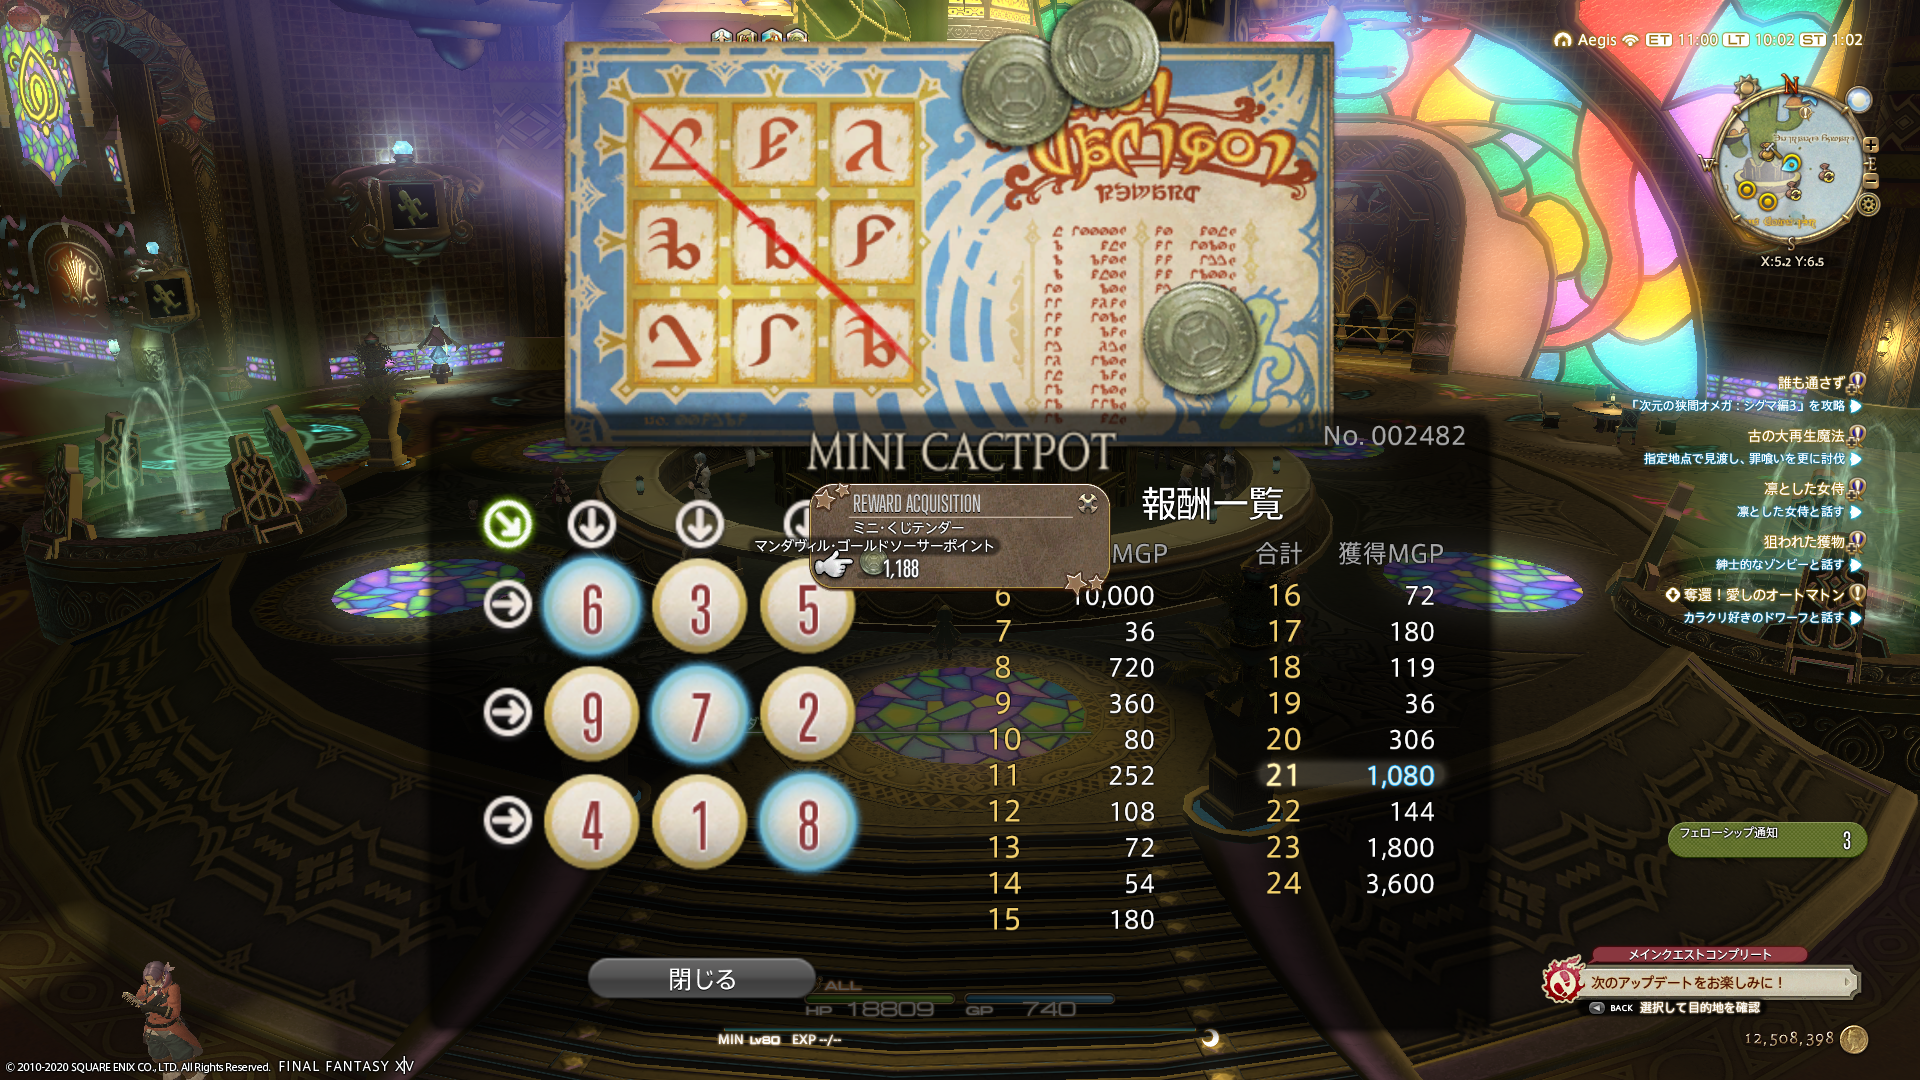 Aegis ET 11:00 LT 10:02 ST 1:02
N
W
E
S
X:5.2 Y:6.5
誰も通さず
「次元の狭間オメガ:シグマ編3」を攻略
古の大再生魔法
指定地点で見渡し、罪喰いを更に討伐
凛とした女侍
凛とした女侍と話す
狙われた獲物
紳士的なゾンビーと話す
奪還!愛しのオートマトン
カラクリ好きのドワーフと話す
MINI CACTPOT
No. 002482
REWARD ACQUISITION
ミニ・くじテンダー
マンダヴィル・ゴールドソーサーポイント
1,188
報酬一覧
MGP 合計 獲得MGP
6 3 5
9 7 2
4 1 8
6 10,000 16 72
7 36 17 180
8 720 18 119
9 360 19 36
10 80 20 306
11 252 21 1,080
12 108 22 144
13 72 23 1,800
14 54 24 3,600
15 180
閉じる
ALL
HP 18809 GP 740
MIN Lv80 EXP --/--
フェローシップ通知 3
メインクエストコンプリート
次のアップデートをお楽しみに!
BACK 選択して目的地を確認
12,508,398
© 2010-2020 SQUARE ENIX CO., LTD. All Rights Reserved. FINAL FANTASY XIV